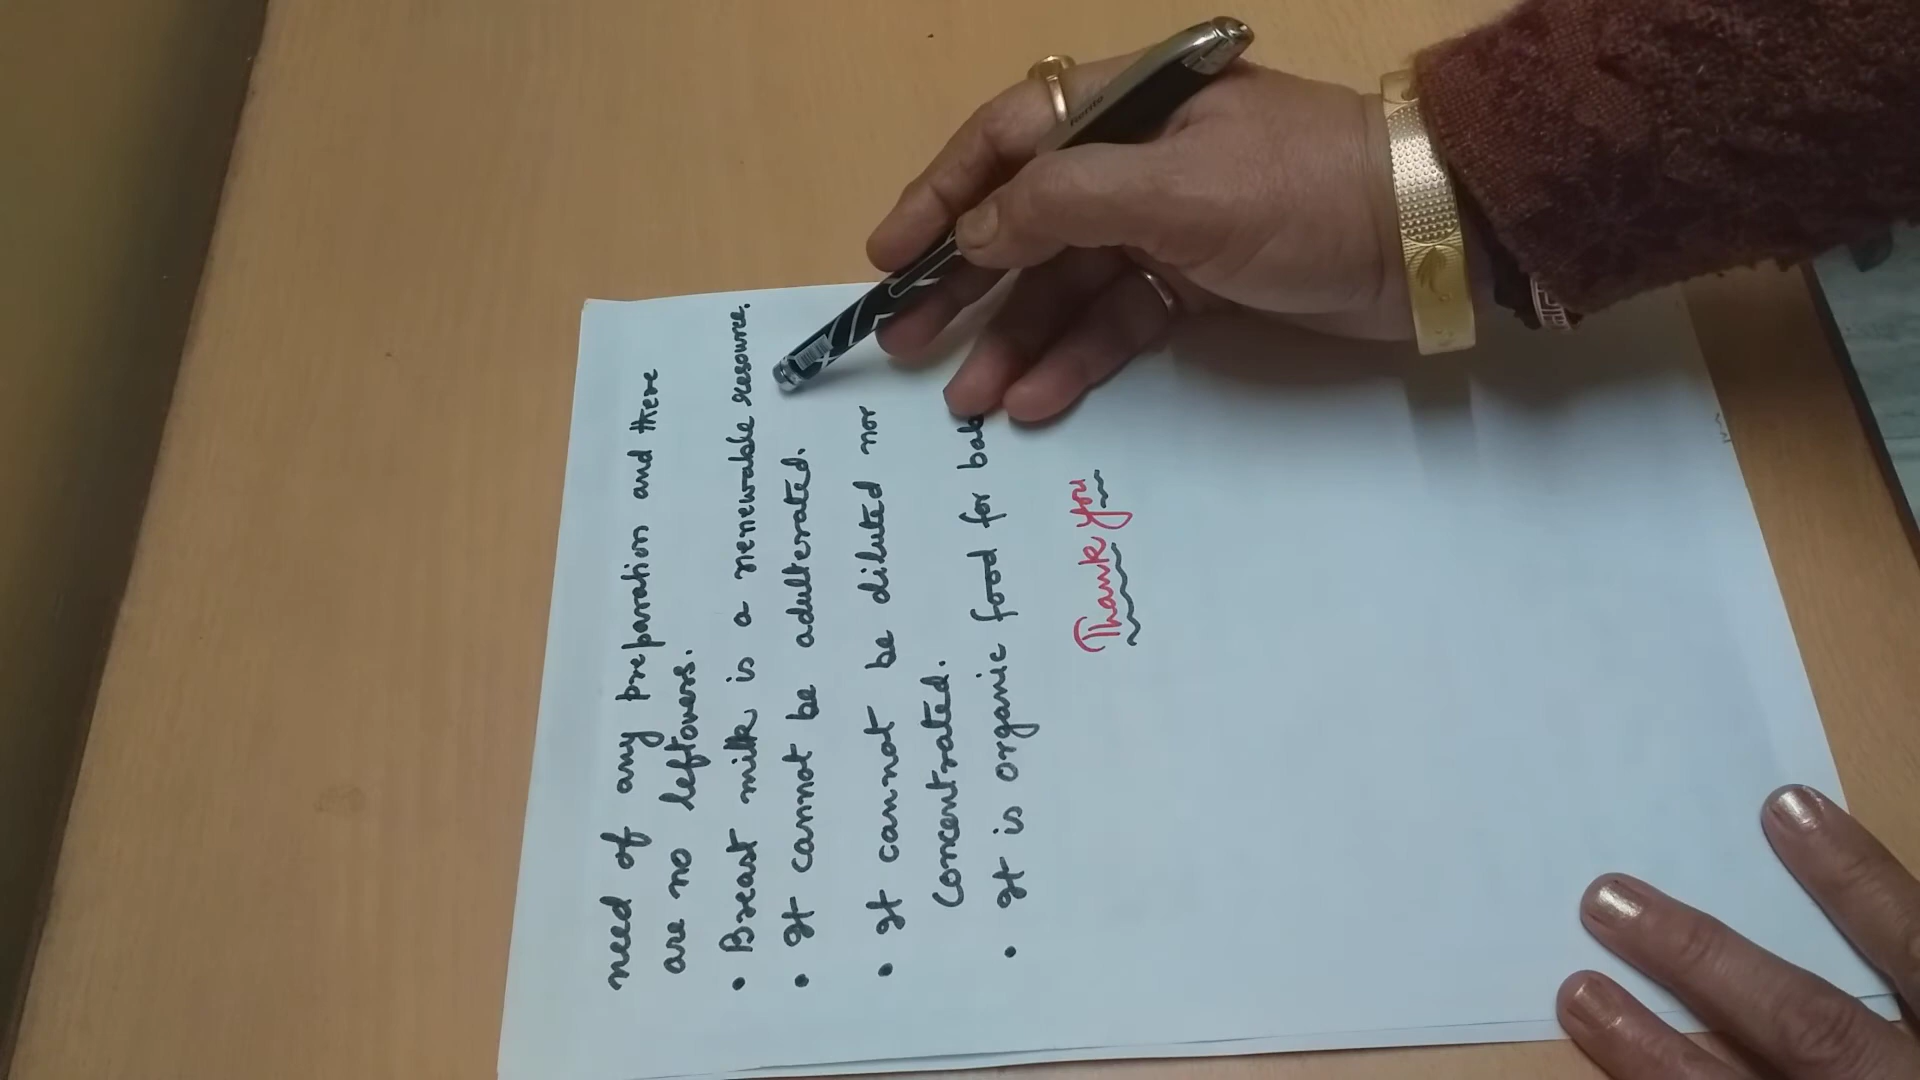 need of any preparation and there
are no leftovers.
• Breast milk is a renewable resource.
• It cannot be adulterated.
• It cannot be diluted nor
Concentrated.
• It is organic food for bab
Thank you